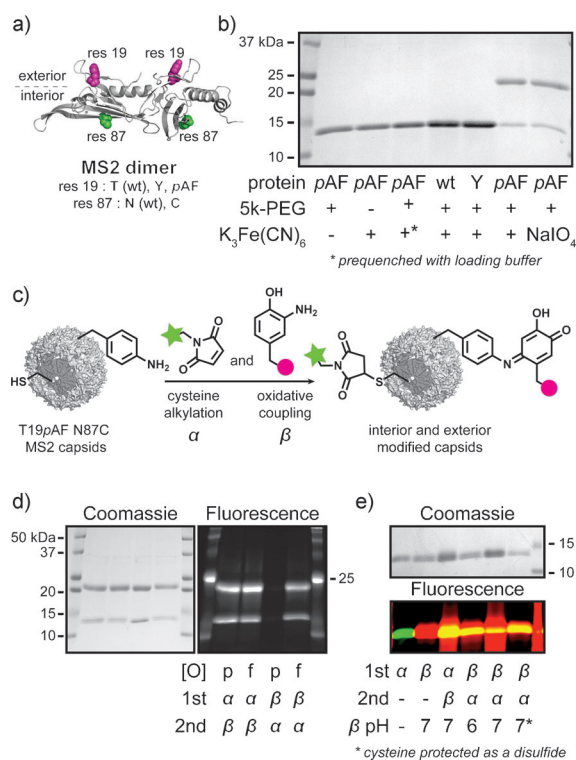 a)
res 19 res 19
exterior
interior
res 87 res 87
MS2 dimer
res 19 : T (wt), Y, pAF
res 87 : N (wt), C
b)
37 kDa
25
20
15
10
protein pAF pAF pAF wt Y pAF pAF
5k-PEG + - + + + + +
K3Fe(CN)6 - + +* + + + NaIO4
* prequenched with loading buffer
c)
HS
NH2
O
N
O
and
OH
NH2
cysteine
alkylation
α
oxidative
coupling
β
T19pAF N87C
MS2 capsids
O
N
O
S
N
OH
O
interior and exterior
modified capsids
d)
Coomassie Fluorescence
50 kDa
37
25
20
15
10
[O] p f p f
1st α α β β
2nd β β α α
e)
Coomassie
15
10
Fluorescence
1st α β α β β β
2nd - - β α α α
β pH - 7 7 6 7 7*
* cysteine protected as a disulfide